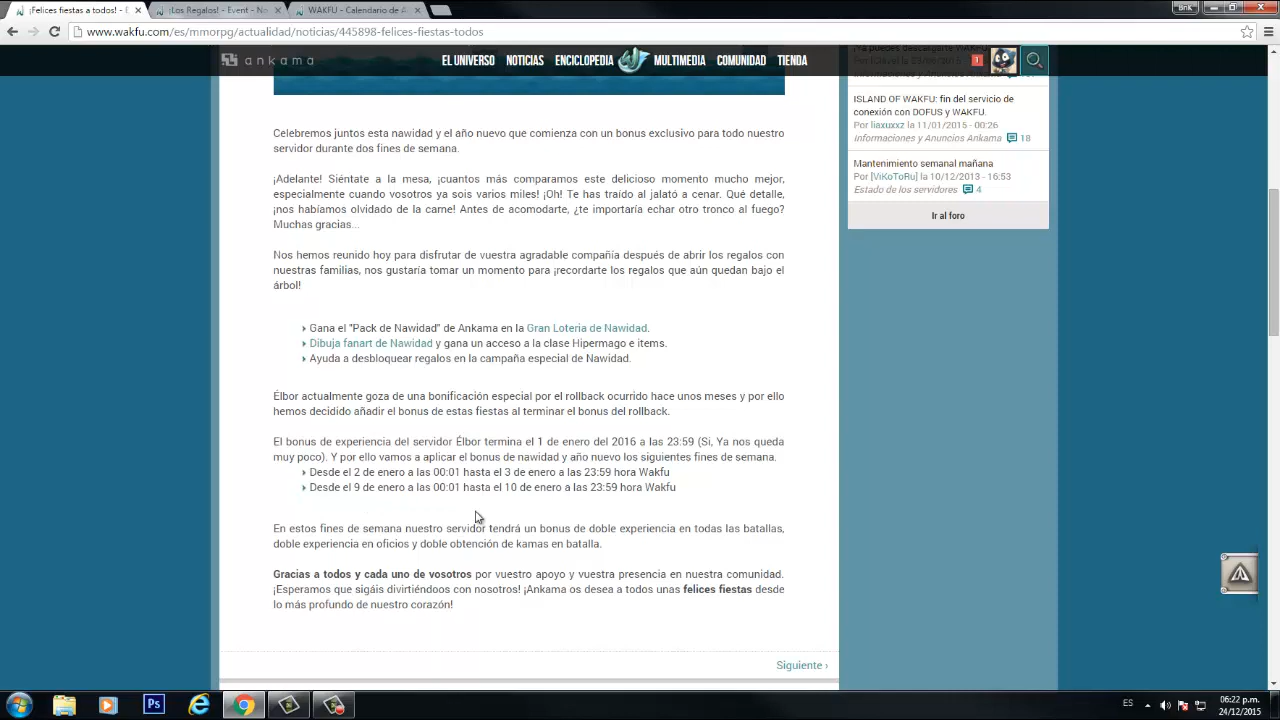 ¡Felices fiestas a todos! - E
¡Los Regalos! - Event - No
WAKFU - Calendario de A
BnK
www.wakfu.com/es/mmorpg/actualidad/noticias/445898-felices-fiestas-todos
ankama
EL UNIVERSO
NOTICIAS
ENCICLOPEDIA
MULTIMEDIA
COMUNIDAD
TIENDA
1
Informaciones y Anuncios Ankama
ISLAND OF WAKFU: fin del servicio de
conexión con DOFUS y WAKFU.
Por liaxuxxz la 11/01/2015 - 00:26
Informaciones y Anuncios Ankama 18
Mantenimiento semanal mañana
Por [ViKoToRu] la 10/12/2013 - 16:53
Estado de los servidores 4
Ir al foro
Celebremos juntos esta nawidad y el año nuevo que comienza con un bonus exclusivo para todo nuestro
servidor durante dos fines de semana.
¡Adelante! Siéntate a la mesa, ¡cuantos más comparamos este delicioso momento mucho mejor,
especialmente cuando vosotros ya sois varios miles! ¡Oh! Te has traído al jalató a cenar. Qué detalle,
¡nos habíamos olvidado de la carne! Antes de acomodarte, ¿te importaría echar otro tronco al fuego?
Muchas gracias...
Nos hemos reunido hoy para disfrutar de vuestra agradable compañía después de abrir los regalos con
nuestras familias, nos gustaría tomar un momento para ¡recordarte los regalos que aún quedan bajo el
árbol!
Gana el "Pack de Nawidad" de Ankama en la Gran Loteria de Nawidad.
Dibuja fanart de Nawidad y gana un acceso a la clase Hipermago e items.
Ayuda a desbloquear regalos en la campaña especial de Nawidad.
Élbor actualmente goza de una bonificación especial por el rollback ocurrido hace unos meses y por ello
hemos decidido añadir el bonus de estas fiestas al terminar el bonus del rollback.
El bonus de experiencia del servidor Élbor termina el 1 de enero del 2016 a las 23:59 (Si, Ya nos queda
muy poco). Y por ello vamos a aplicar el bonus de nawidad y año nuevo los siguientes fines de semana.
Desde el 2 de enero a las 00:01 hasta el 3 de enero a las 23:59 hora Wakfu
Desde el 9 de enero a las 00:01 hasta el 10 de enero a las 23:59 hora Wakfu
En estos fines de semana nuestro servidor tendrá un bonus de doble experiencia en todas las batallas,
doble experiencia en oficios y doble obtención de kamas en batalla.
Gracias a todos y cada uno de vosotros por vuestro apoyo y vuestra presencia en nuestra comunidad.
¡Esperamos que sigáis divirtiéndoos con nosotros! ¡Ankama os desea a todos unas felices fiestas desde
lo más profundo de nuestro corazón!
Siguiente ›
Ps
ES
06:22 p.m.
24/12/2015